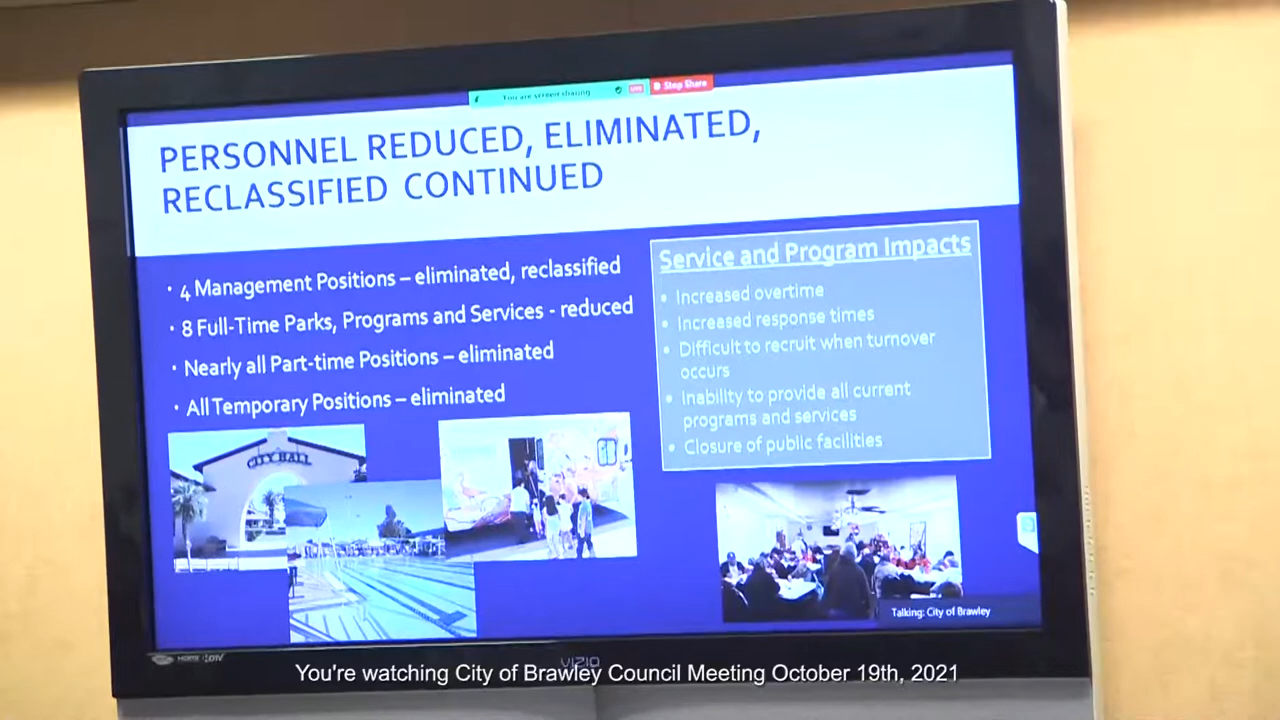 You are screen sharing
LIVE
Stop Share
PERSONNEL REDUCED, ELIMINATED,
RECLASSIFIED CONTINUED
• 4 Management Positions – eliminated, reclassified
• 8 Full-Time Parks, Programs and Services - reduced
• Nearly all Part-time Positions – eliminated
• All Temporary Positions – eliminated
Service and Program Impacts
• Increased overtime
• Increased response times
• Difficult to recruit when turnover
occurs
• Inability to provide all current
programs and services
• Closure of public facilities
CITY HALL
Talking: City of Brawley
VIZIO
You're watching City of Brawley Council Meeting October 19th, 2021